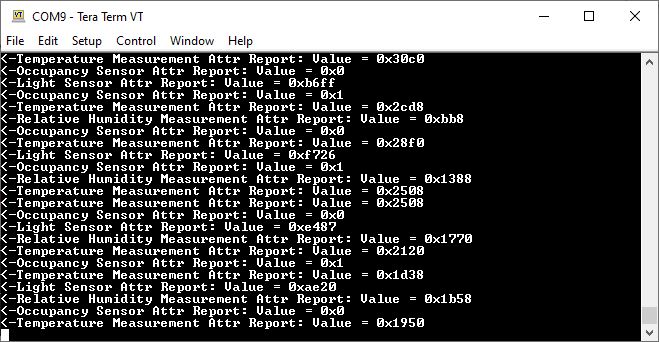 COM9 - Tera Term VT
File Edit Setup Control Window Help
<-Temperature Measurement Attr Report: Value = 0x30c0
<-Occupancy Sensor Attr Report: Value = 0x0
<-Light Sensor Attr Report: Value = 0xb6ff
<-Occupancy Sensor Attr Report: Value = 0x1
<-Temperature Measurement Attr Report: Value = 0x2cd8
<-Relative Humidity Measurement Attr Report: Value = 0xbb8
<-Occupancy Sensor Attr Report: Value = 0x0
<-Temperature Measurement Attr Report: Value = 0x28f0
<-Light Sensor Attr Report: Value = 0xf726
<-Occupancy Sensor Attr Report: Value = 0x1
<-Relative Humidity Measurement Attr Report: Value = 0x1388
<-Temperature Measurement Attr Report: Value = 0x2508
<-Temperature Measurement Attr Report: Value = 0x2508
<-Occupancy Sensor Attr Report: Value = 0x0
<-Light Sensor Attr Report: Value = 0xe487
<-Relative Humidity Measurement Attr Report: Value = 0x1770
<-Temperature Measurement Attr Report: Value = 0x2120
<-Occupancy Sensor Attr Report: Value = 0x1
<-Temperature Measurement Attr Report: Value = 0x1d38
<-Light Sensor Attr Report: Value = 0xae20
<-Relative Humidity Measurement Attr Report: Value = 0x1b58
<-Occupancy Sensor Attr Report: Value = 0x0
<-Temperature Measurement Attr Report: Value = 0x1950